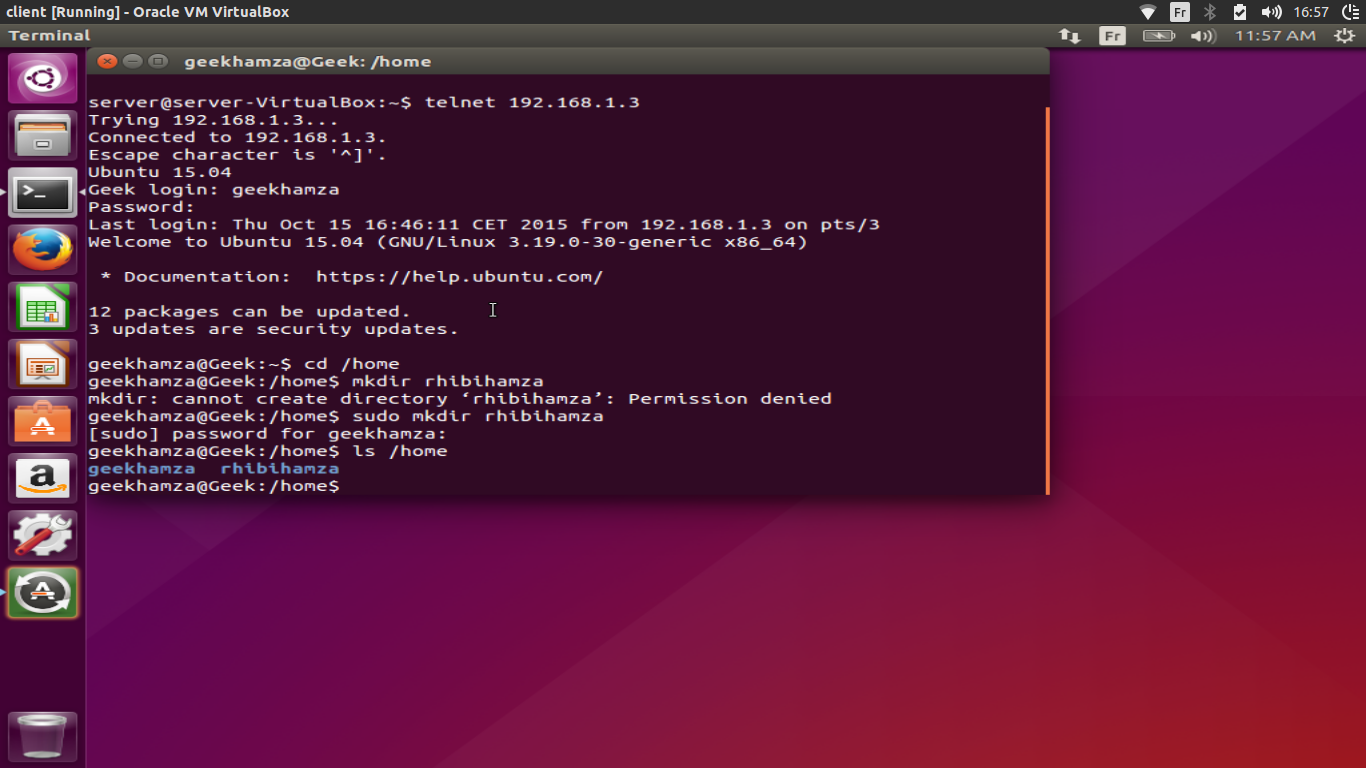 client [Running] - Oracle VM VirtualBox
Fr 16:57
Terminal
Fr 11:57 AM
geekhamza@Geek: /home
server@server-VirtualBox:~$ telnet 192.168.1.3
Trying 192.168.1.3...
Connected to 192.168.1.3.
Escape character is '^]'.
Ubuntu 15.04
Geek login: geekhamza
Password:
Last login: Thu Oct 15 16:46:11 CET 2015 from 192.168.1.3 on pts/3
Welcome to Ubuntu 15.04 (GNU/Linux 3.19.0-30-generic x86_64)
* Documentation:  https://help.ubuntu.com/
12 packages can be updated.
3 updates are security updates.
geekhamza@Geek:~$ cd /home
geekhamza@Geek:/home$ mkdir rhibihamza
mkdir: cannot create directory ‘rhibihamza’: Permission denied
geekhamza@Geek:/home$ sudo mkdir rhibihamza
[sudo] password for geekhamza:
geekhamza@Geek:/home$ ls /home
geekhamza  rhibihamza
geekhamza@Geek:/home$